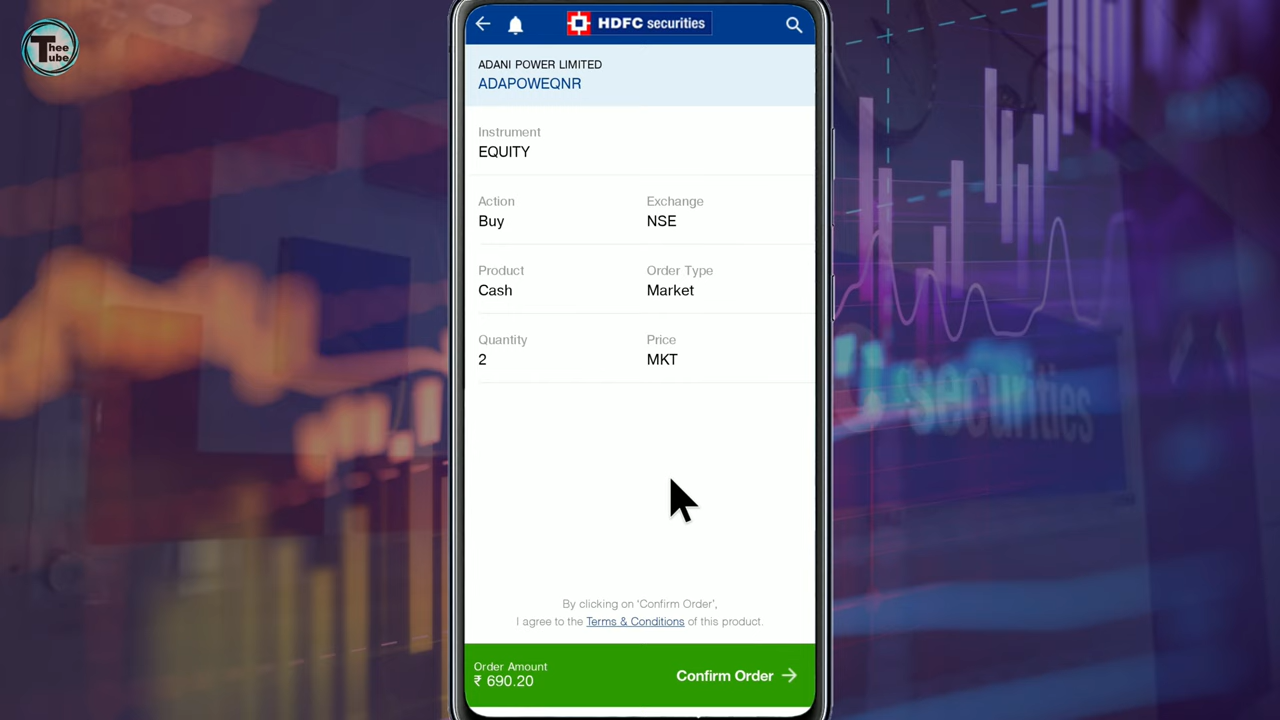 Thee
Tube
HDFC securities
ADANI POWER LIMITED
ADAPOWEQNR
Instrument
EQUITY
Action
Exchange
Buy
NSE
Product
Order Type
Cash
Market
Quantity
Price
2
MKT
securities
By clicking on 'Confirm Order',
I agree to the Terms & Conditions of this product.
Order Amount
₹ 690.20
Confirm Order